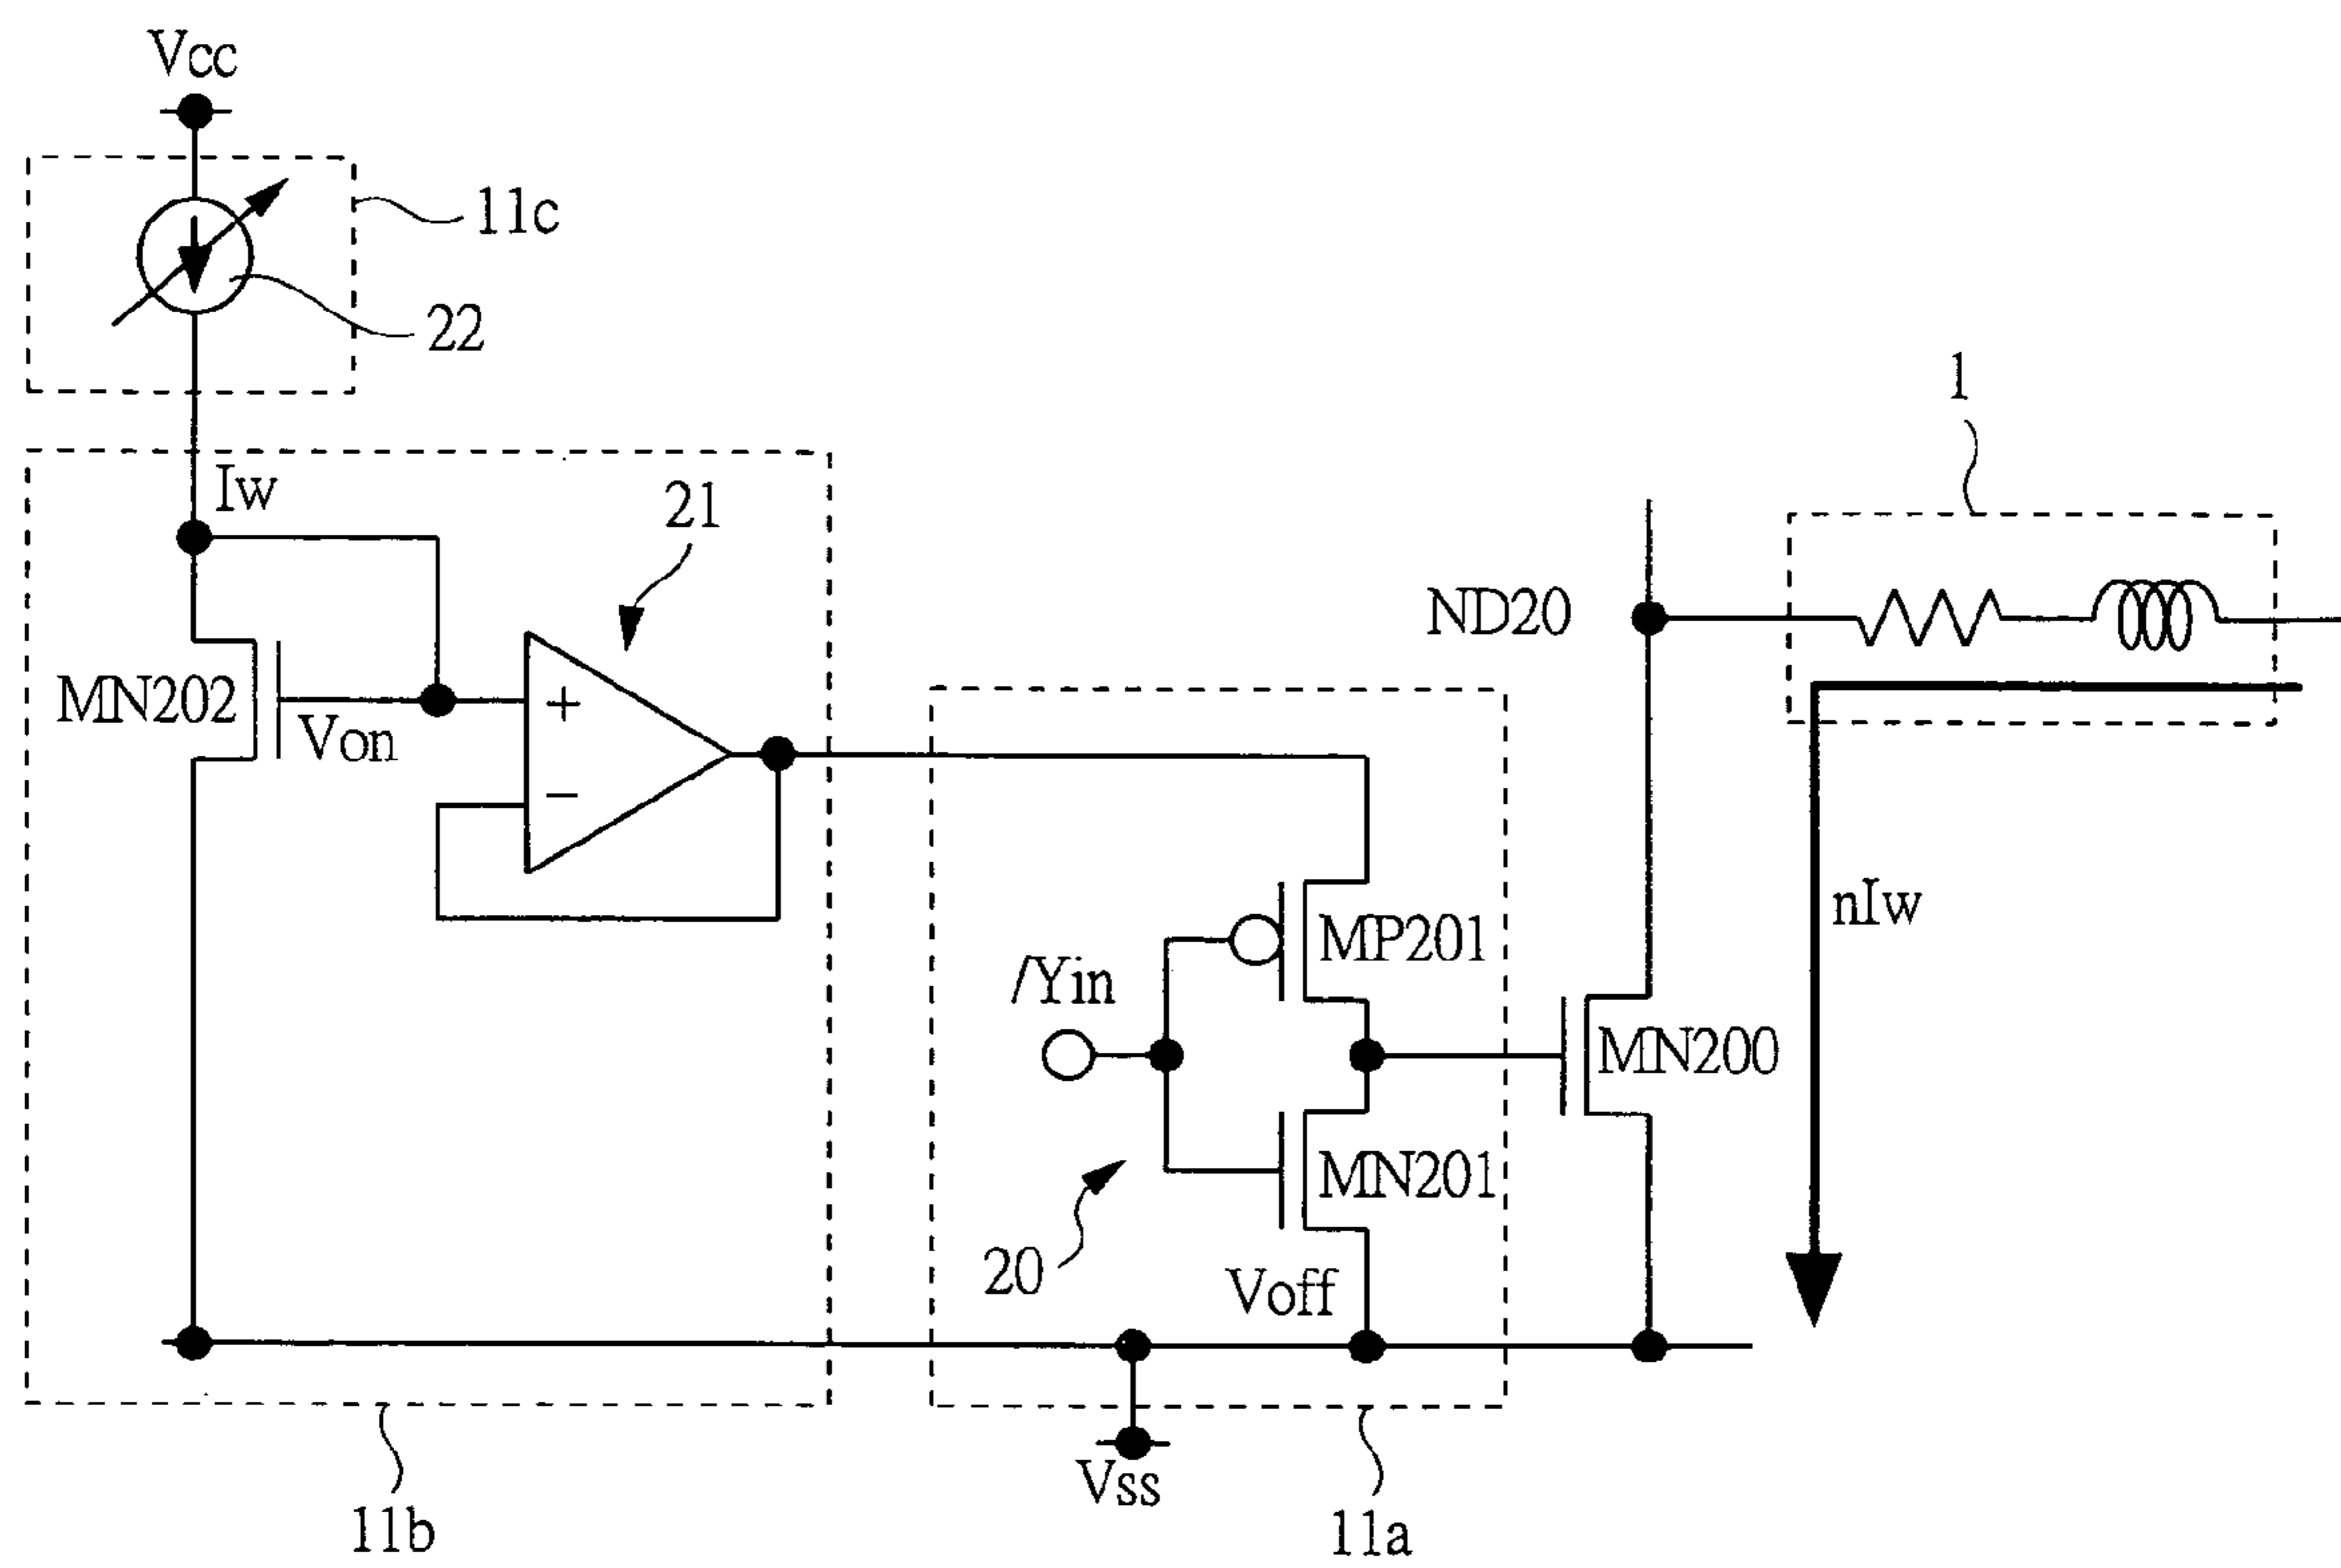 Vcc
11c
22
1
Iw
21
ND20
MN202
Von
+
−
nIw
MP201
/Yin
MN200
MN201
20
Voff
Vss
11b
11a